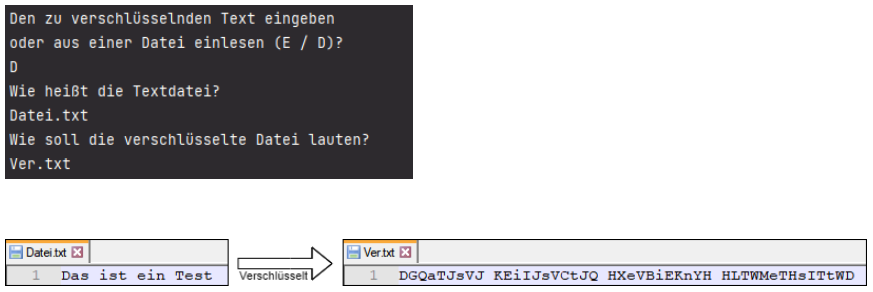 Den zu verschlüsselnden Text eingeben
oder aus einer Datei einlesen (E / D)?
D
Wie heißt die Textdatei?
Datei.txt
Wie soll die verschlüsselte Datei lauten?
Ver.txt
Datei.txt
1 Das ist ein Test
Verschlüsselt
Ver.txt
1 DGQaTJsVJ KEiIJsVCtJQ HXeVBiEKnYH HLTWMeTHsITtWD